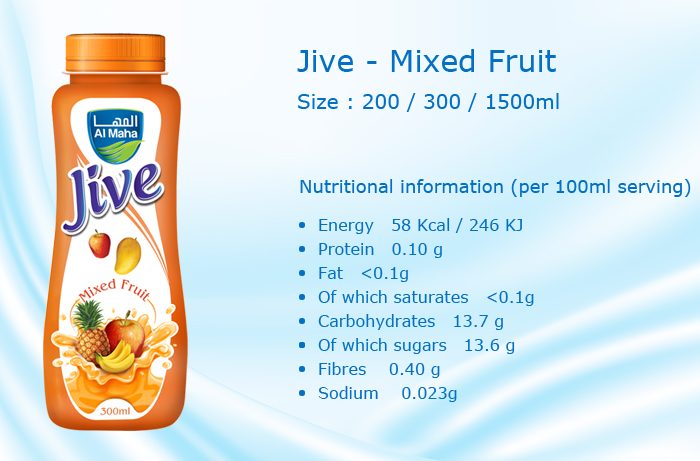 المها
Al Maha
Jive
Mixed Fruit
300ml
Jive - Mixed Fruit
Size : 200 / 300 / 1500ml
Nutritional information (per 100ml serving)
Energy 58 Kcal / 246 KJ
Protein 0.10 g
Fat <0.1g
Of which saturates <0.1g
Carbohydrates 13.7 g
Of which sugars 13.6 g
Fibres 0.40 g
Sodium 0.023g